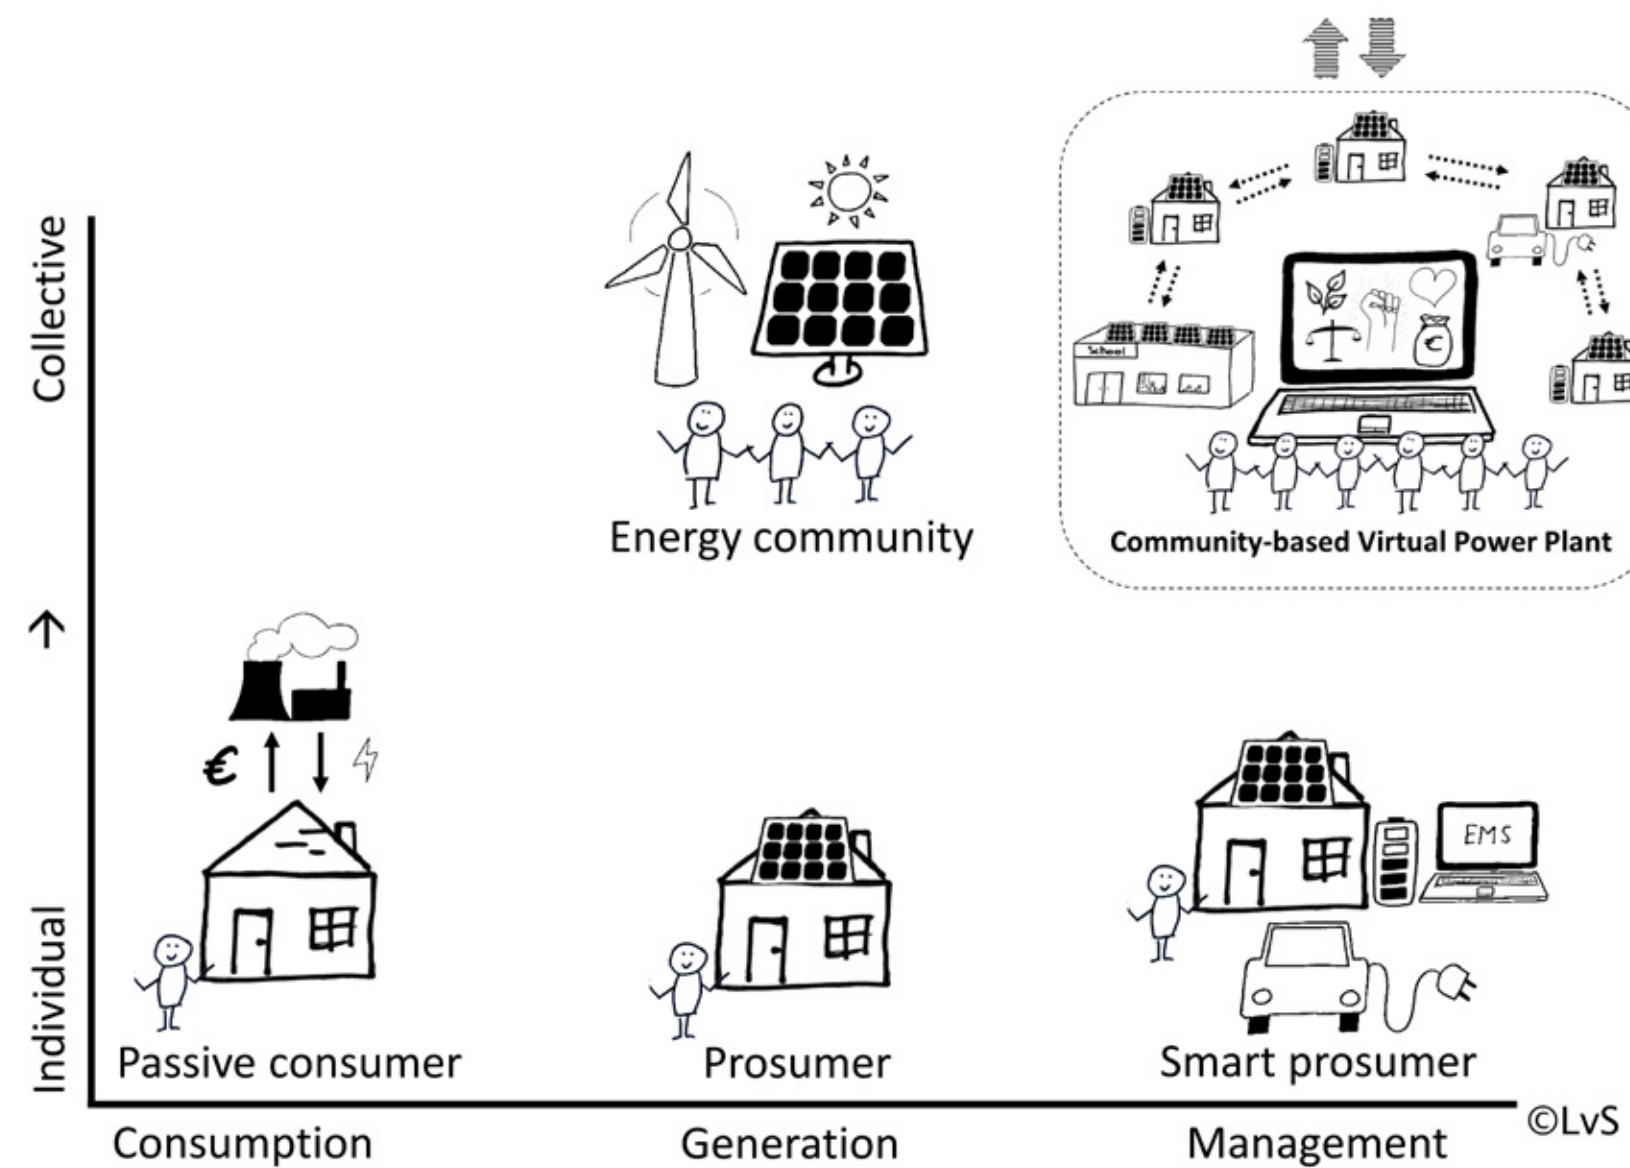 Collective
→
Individual
€
Energy community
School
€
Community-based Virtual Power Plant
Passive consumer
Prosumer
EMS
Smart prosumer
Consumption
Generation
Management
©LvS